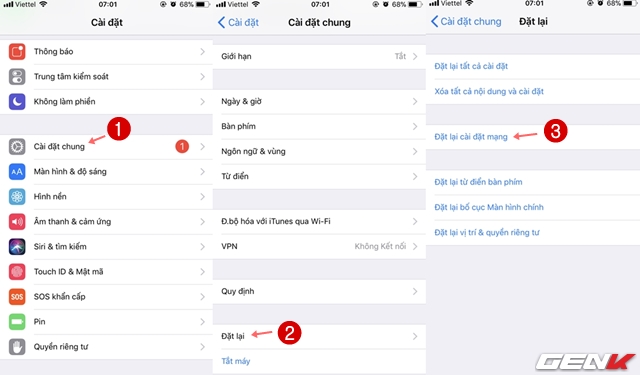 Viettel 07:01 68%
Cài đặt
Thông báo
Trung tâm kiểm soát
Không làm phiền
Cài đặt chung 1
1
Màn hình & độ sáng
AA
Hình nền
Âm thanh & cảm ứng
Siri & tìm kiếm
Touch ID & Mật mã
SOS
SOS khẩn cấp
Pin
Quyền riêng tư
Viettel 07:01 68%
Cài đặt
Cài đặt chung
Giới hạn Tắt
Ngày & giờ
Bàn phím
Ngôn ngữ & vùng
Từ điển
Đ.bộ hóa với iTunes qua Wi-Fi
VPN Không Kết nối
Quy định
Đặt lại
2
Tắt máy
Viettel 07:01 68%
Cài đặt chung
Đặt lại
Đặt lại tất cả cài đặt
Xóa tất cả nội dung và cài đặt
Đặt lại cài đặt mạng
3
Đặt lại từ điển bàn phím
Đặt lại bố cục Màn hình chính
Đặt lại vị trí & quyền riêng tư
GENK